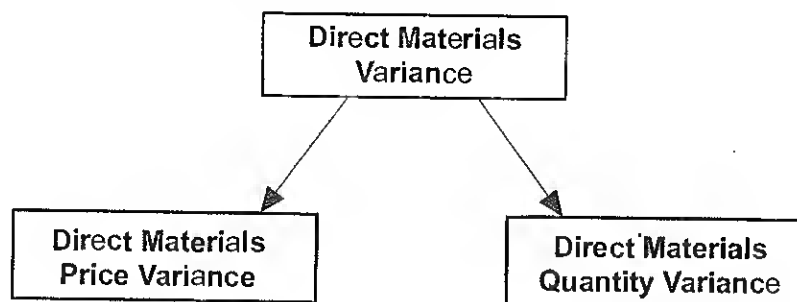 Direct Materials
Variance
Direct Materials
Price Variance
Direct Materials
Quantity Variance